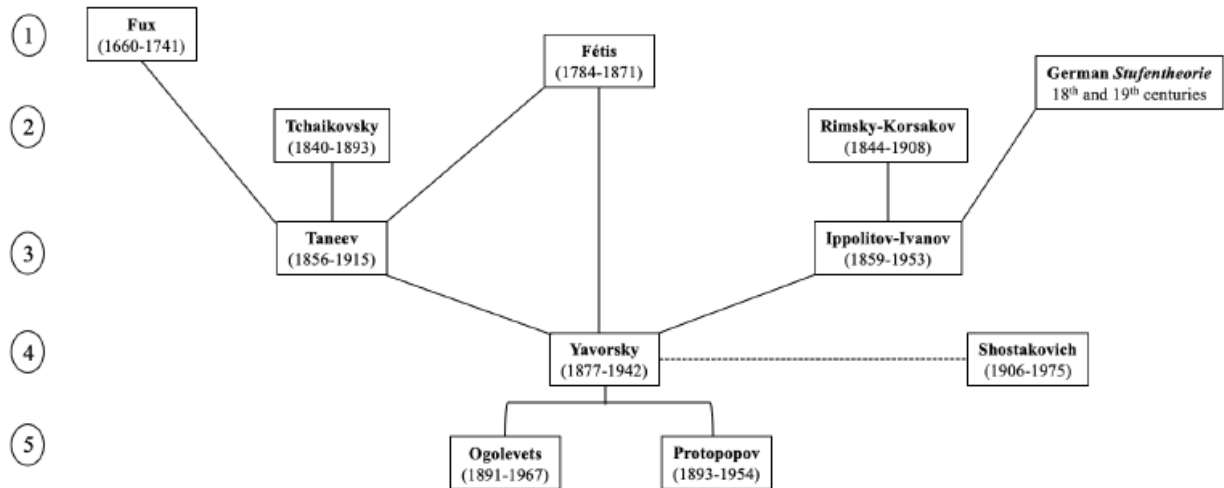 1
Fux
(1660-1741)
Fétis
(1784-1871)
German Stufentheorie
18th and 19th centuries
2
Tchaikovsky
(1840-1893)
Rimsky-Korsakov
(1844-1908)
3
Taneev
(1856-1915)
Ippolitov-Ivanov
(1859-1953)
4
Yavorsky
(1877-1942)
Shostakovich
(1906-1975)
5
Ogolevets
(1891-1967)
Protopopov
(1893-1954)